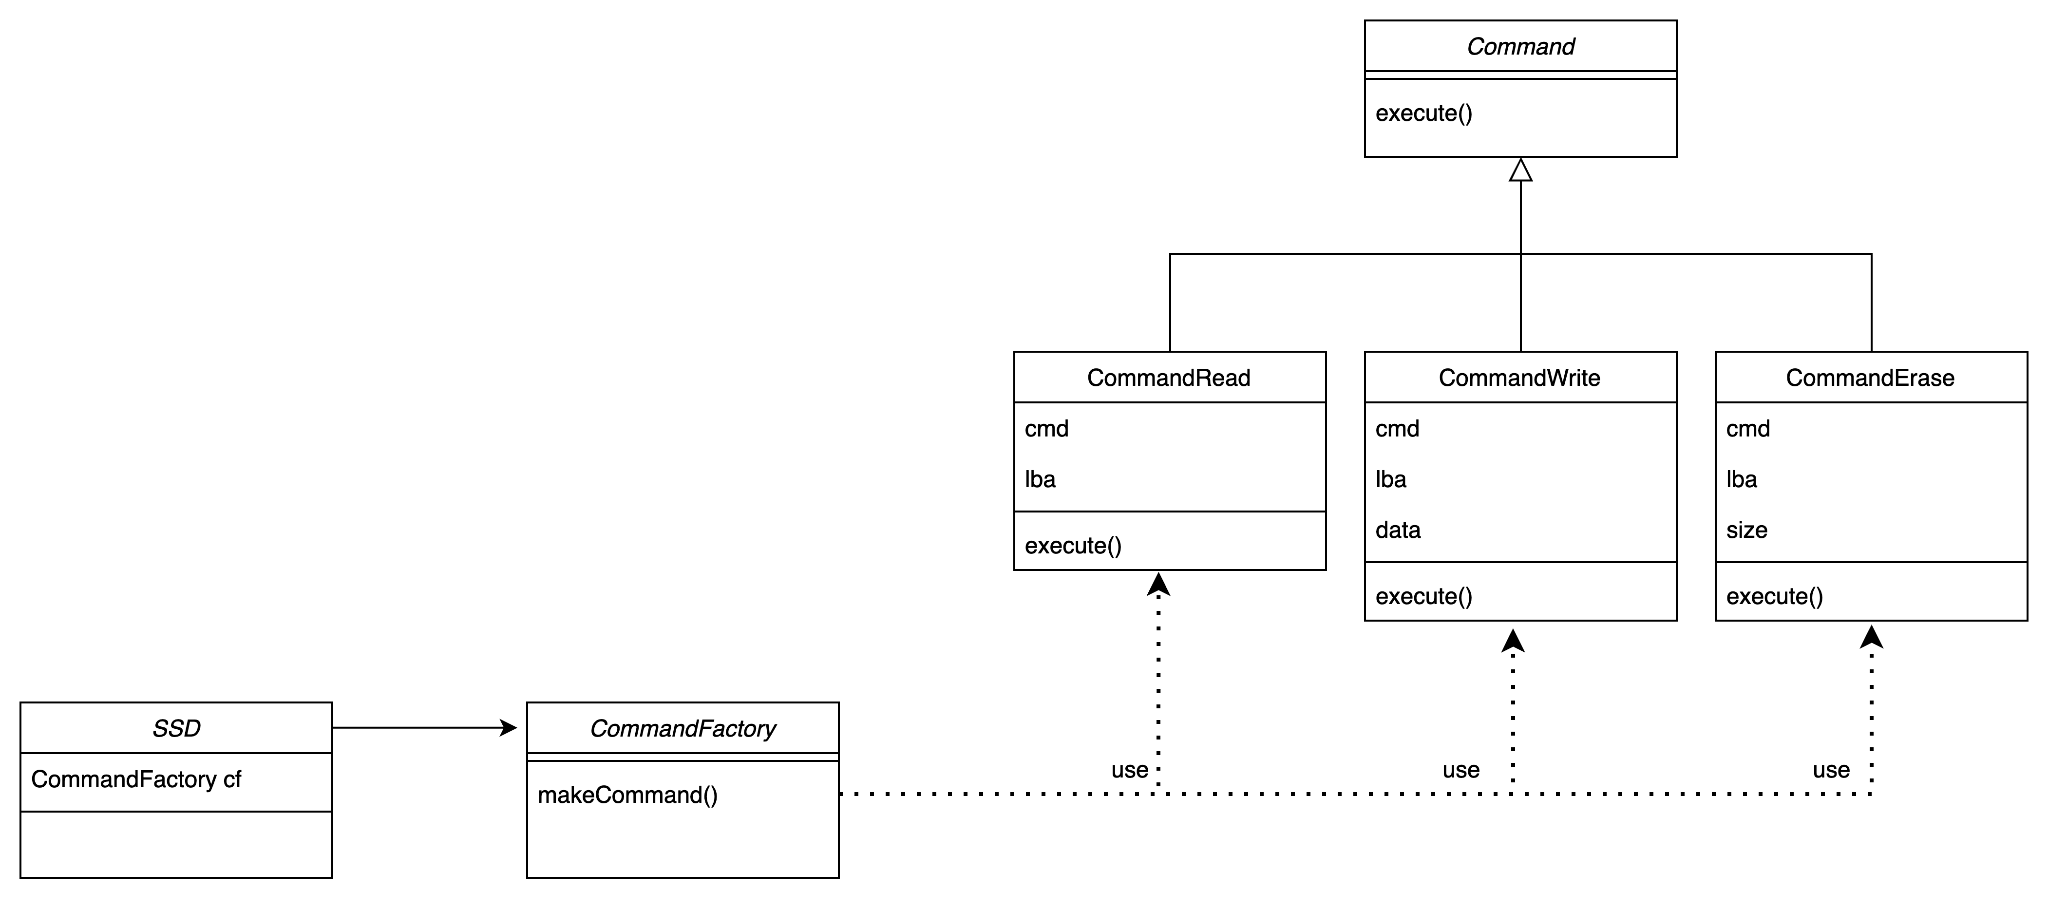 Command
execute()
CommandRead
cmd
lba
execute()
CommandWrite
cmd
lba
data
execute()
CommandErase
cmd
lba
size
execute()
SSD
CommandFactory cf
CommandFactory
makeCommand()
use
use
use